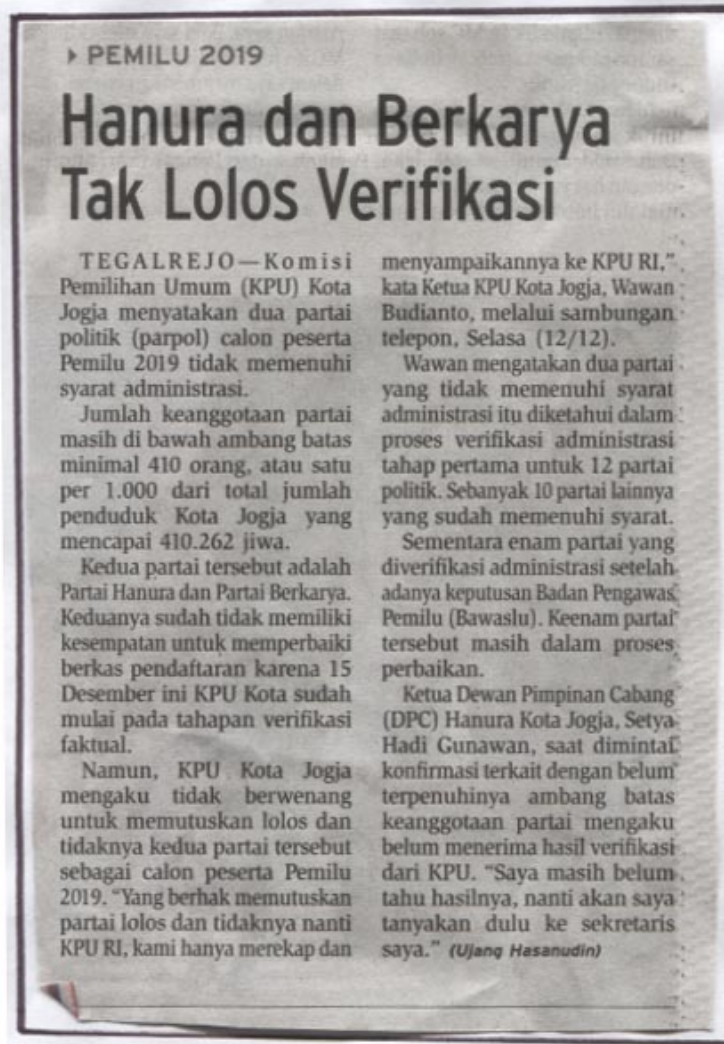 PEMILU 2019
Hanura dan Berkarya
Tak Lolos Verifikasi
TEGALREJO—Komisi
Pemilihan Umum (KPU) Kota
Jogja menyatakan dua partai
politik (parpol) calon peserta
Pemilu 2019 tidak memenuhi
syarat administrasi.
Jumlah keanggotaan partai
masih di bawah ambang batas
minimal 410 orang, atau satu
per 1.000 dari total jumlah
penduduk Kota Jogja yang
mencapai 410.262 jiwa.
Kedua partai tersebut adalah
Partai Hanura dan Partai Berkarya.
Keduanya sudah tidak memiliki
kesempatan untuk memperbaiki
berkas pendaftaran karena 15
Desember ini KPU Kota sudah
mulai pada tahapan verifikasi
faktual.
Namun, KPU Kota Jogja
mengaku tidak berwenang
untuk memutuskan lolos dan
tidaknya kedua partai tersebut
sebagai calon peserta Pemilu
2019. “Yang berhak memutuskan
partai lolos dan tidaknya nanti
KPU RI, kami hanya merekap dan
menyampaikannya ke KPU RI,”
kata Ketua KPU Kota Jogja, Wawan
Budianto, melalui sambungan
telepon, Selasa (12/12).
Wawan mengatakan dua partai
yang tidak memenuhi syarat
administrasi itu diketahui dalam
proses verifikasi administrasi
tahap pertama untuk 12 partai
politik. Sebanyak 10 partai lainnya
yang sudah memenuhi syarat.
Sementara enam partai yang
diverifikasi administrasi setelah
adanya keputusan Badan Pengawas
Pemilu (Bawaslu). Keenam partai
tersebut masih dalam proses
perbaikan.
Ketua Dewan Pimpinan Cabang
(DPC) Hanura Kota Jogja, Setya
Hadi Gunawan, saat dimintai
konfirmasi terkait dengan belum
terpenuhinya ambang batas
keanggotaan partai mengaku
belum menerima hasil verifikasi
dari KPU. “Saya masih belum
tahu hasilnya, nanti akan saya
tanyakan dulu ke sekretaris
saya.” (Ujang Hasanudin)